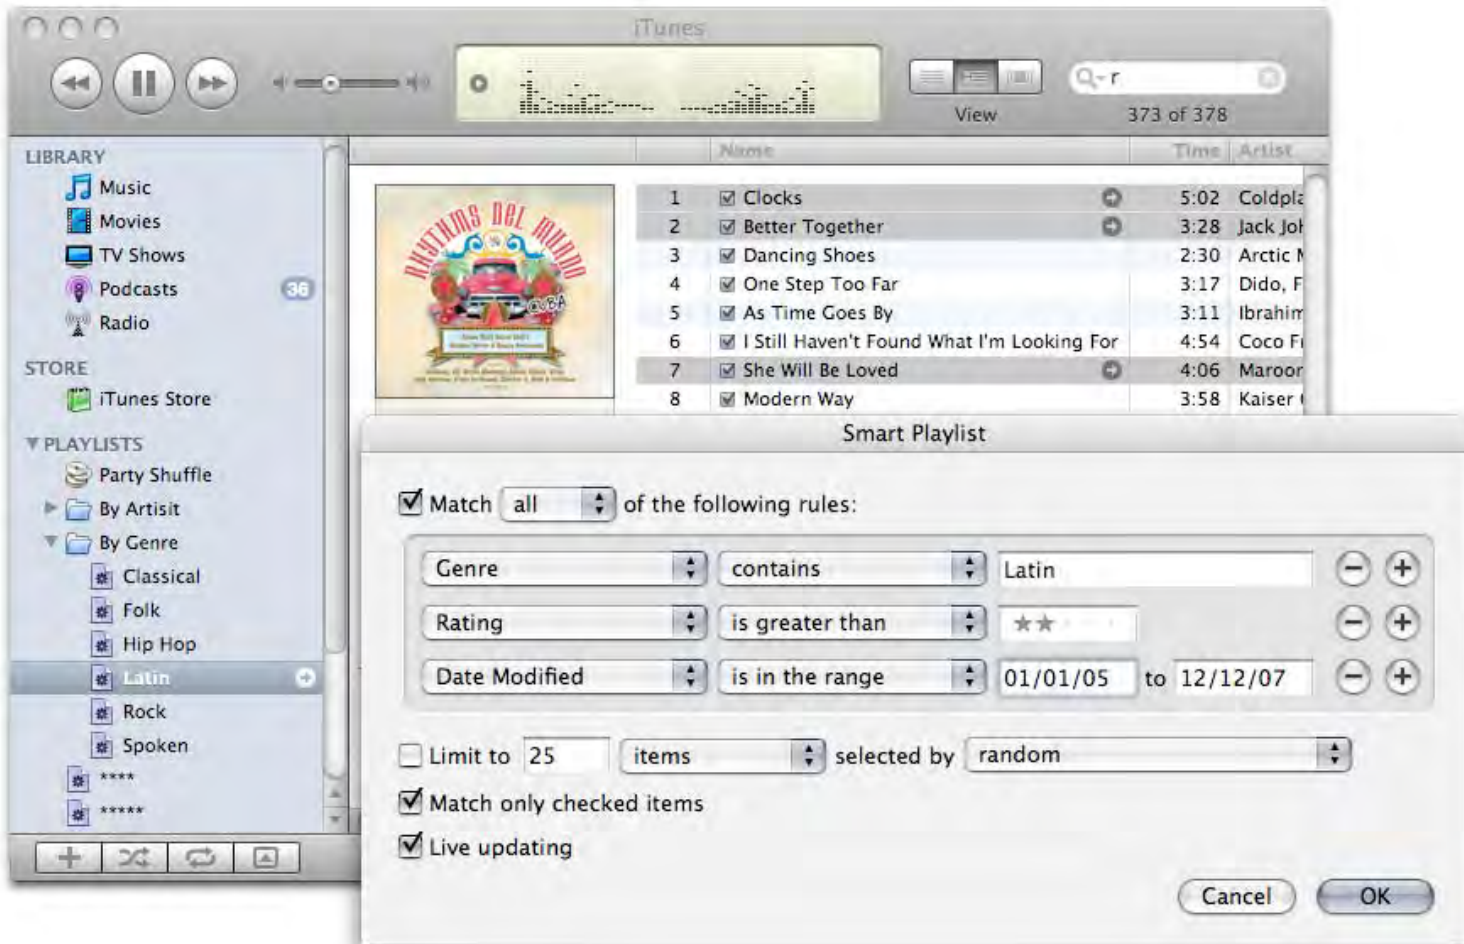 iTunes
r
View
373 of 378
LIBRARY
Music
Movies
TV Shows
Podcasts 36
Radio
STORE
iTunes Store
PLAYLISTS
Party Shuffle
By Artisit
By Genre
Classical
Folk
Hip Hop
Latin
Rock
Spoken
****
*****
Name Time Artist
RHYTHMS DEL MUNDO
CUBA
1 Clocks 5:02 Coldpla
2 Better Together 3:28 Jack Joh
3 Dancing Shoes 2:30 Arctic M
4 One Step Too Far 3:17 Dido, F
5 As Time Goes By 3:11 Ibrahim
6 I Still Haven't Found What I'm Looking For 4:54 Coco Fr
7 She Will Be Loved 4:06 Maroor
8 Modern Way 3:58 Kaiser
Smart Playlist
Match all of the following rules:
Genre contains Latin
Rating is greater than ★★
Date Modified is in the range 01/01/05 to 12/12/07
Limit to 25 items selected by random
Match only checked items
Live updating
Cancel OK